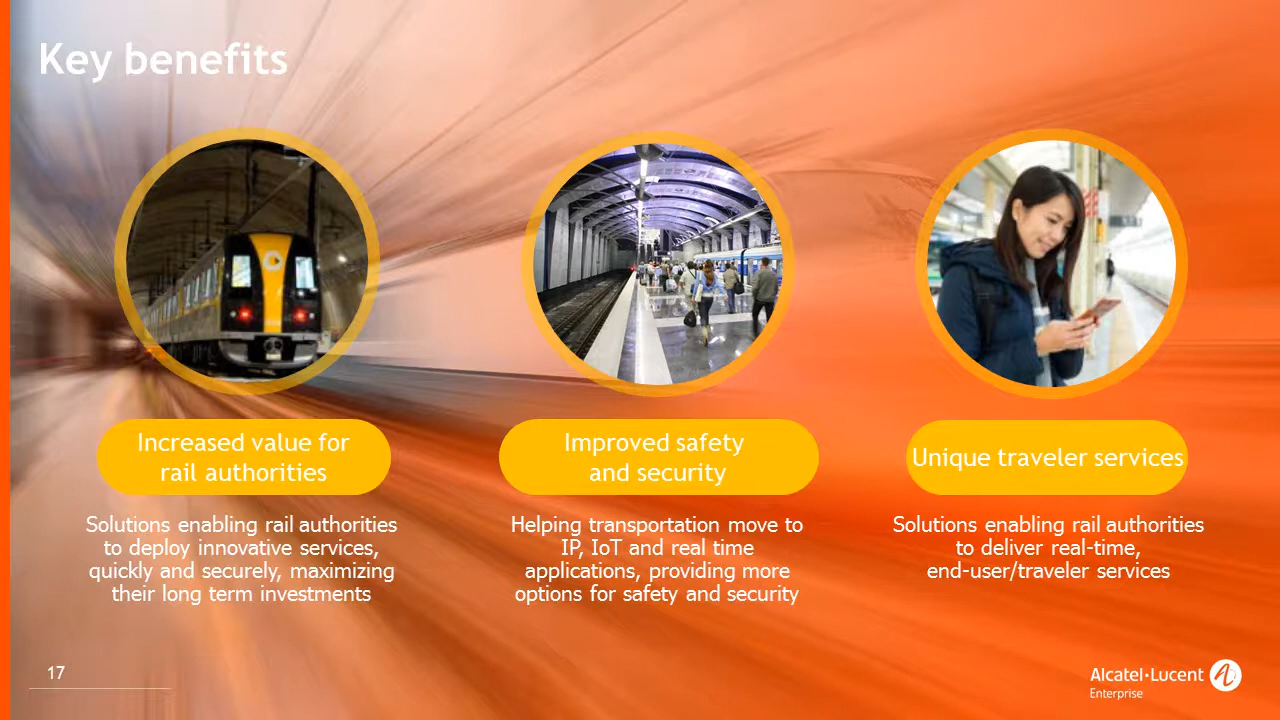 Key benefits
Increased value for
rail authorities
Improved safety
and security
Unique traveler services
Solutions enabling rail authorities
to deploy innovative services,
quickly and securely, maximizing
their long term investments
Helping transportation move to
IP, IoT and real time
applications, providing more
options for safety and security
Solutions enabling rail authorities
to deliver real-time,
end-user/traveler services
17
Alcatel·Lucent
Enterprise